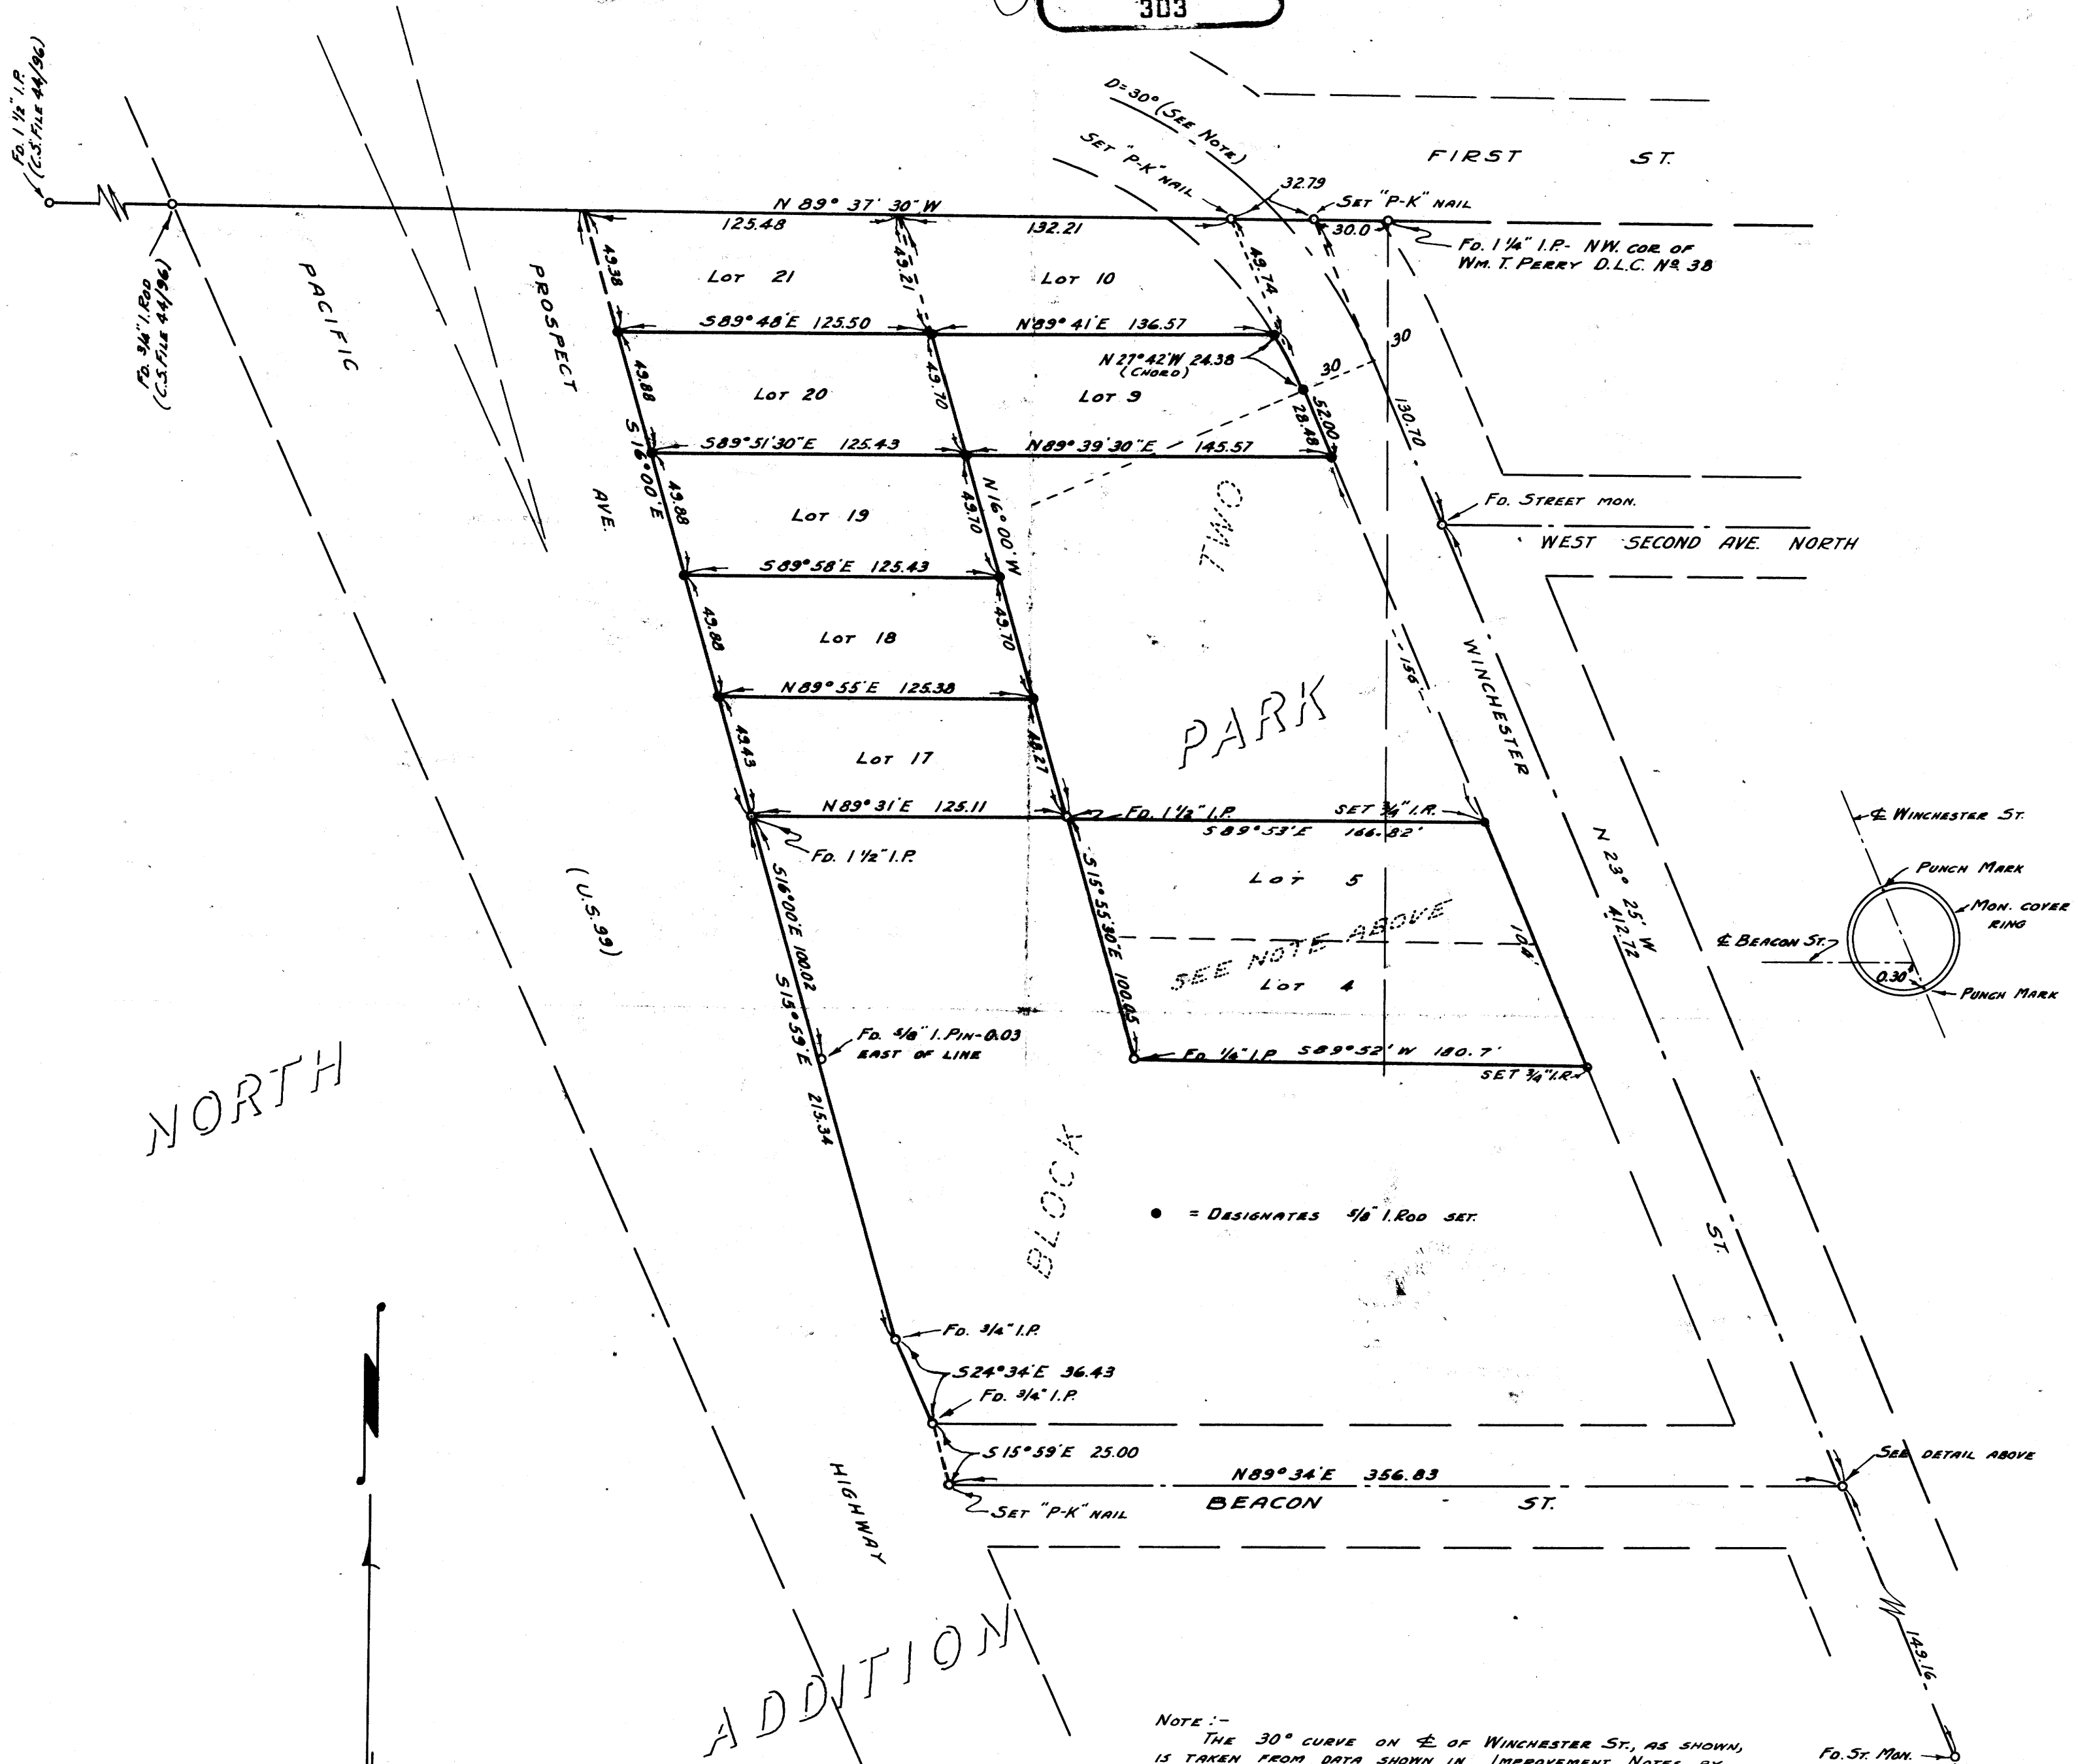 303
FD. 1 1/2" I.P.
(C.S. FILE 44/96)
FD. 3/4" I. ROD
(C.S. FILE 44/96)
D=30° (SEE NOTE)
SET "P-K" NAIL
FIRST ST.
32.79
SET "P-K" NAIL
30.0
FD. 1 1/4" I.P. - NW. COR. OF
WM. T. PERRY D.L.C. Nº 38
N 89° 37' 30" W
125.48
132.21
49.38
49.21
49.74
LOT 21
LOT 10
PACIFIC
PROSPECT
AVE.
S 89° 48' E 125.50
N 89° 41' E 136.57
N 27° 42' W 24.38
(CHORD)
30
30
49.88
49.70
LOT 20
LOT 9
28.48
52.00
130.70
S 16° 00' E
S 89° 51' 30" E 125.43
N 89° 39' 30" E 145.57
49.88
49.70
N 16° 00' W
LOT 19
TWO
FD. STREET MON.
WEST SECOND AVE. NORTH
S 89° 58' E 125.43
49.88
49.70
LOT 18
156'
WINCHESTER
PARK
N 89° 55' E 125.38
49.43
48.27
LOT 17
N 89° 31' E 125.11
FD. 1 1/2" I.P.
SET 3/4" I.R.
S 89° 53' E 166.82'
FD. 1 1/2" I.P.
LOT 5
S 15° 55' 30" E 100.05
SEE NOTE ABOVE
LOT 4
104'
N 23° 25' W
412.72
℄ WINCHESTER ST.
PUNCH MARK
MON. COVER
RING
℄ BEACON ST.
0.30
PUNCH MARK
(U.S. 99)
S 16° 00' E 100.02
S 15° 59' E 215.34
FD. 5/8" I. PIN - 0.03
EAST OF LINE
FD. 1/4" I.P.
S 89° 52' W 180.7'
SET 3/4" I.R.
NORTH
BLOCK
● = DESIGNATES 5/8" I. ROD SET.
ST.
FD. 3/4" I.P.
S 24° 34' E 36.43
FD. 3/4" I.P.
S 15° 59' E 25.00
N 89° 34' E 356.83
SEE DETAIL ABOVE
SET "P-K" NAIL
BEACON ST.
HIGHWAY
ADDITION
149.16
FD. ST. MON.
NOTE :-
THE 30° CURVE ON ℄ OF WINCHESTER ST., AS SHOWN,
IS TAKEN FROM DATA SHOWN IN IMPROVEMENT NOTES BY